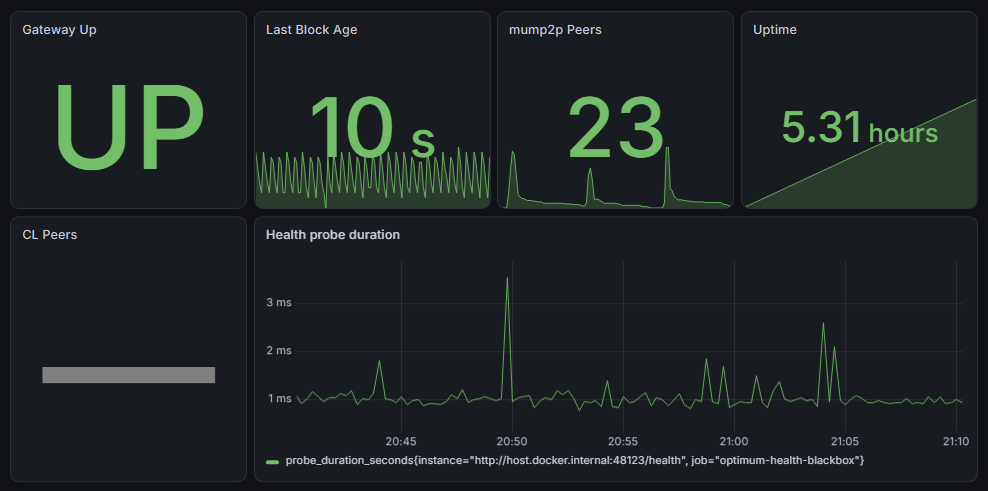 Gateway Up
UP
Last Block Age
10 s
mump2p Peers
23
Uptime
5.31 hours
CL Peers
Health probe duration
3 ms
2 ms
1 ms
20:45 20:50 20:55 21:00 21:05 21:10
probe_duration_seconds{instance="http://host.docker.internal:48123/health", job="optimum-health-blackbox"}